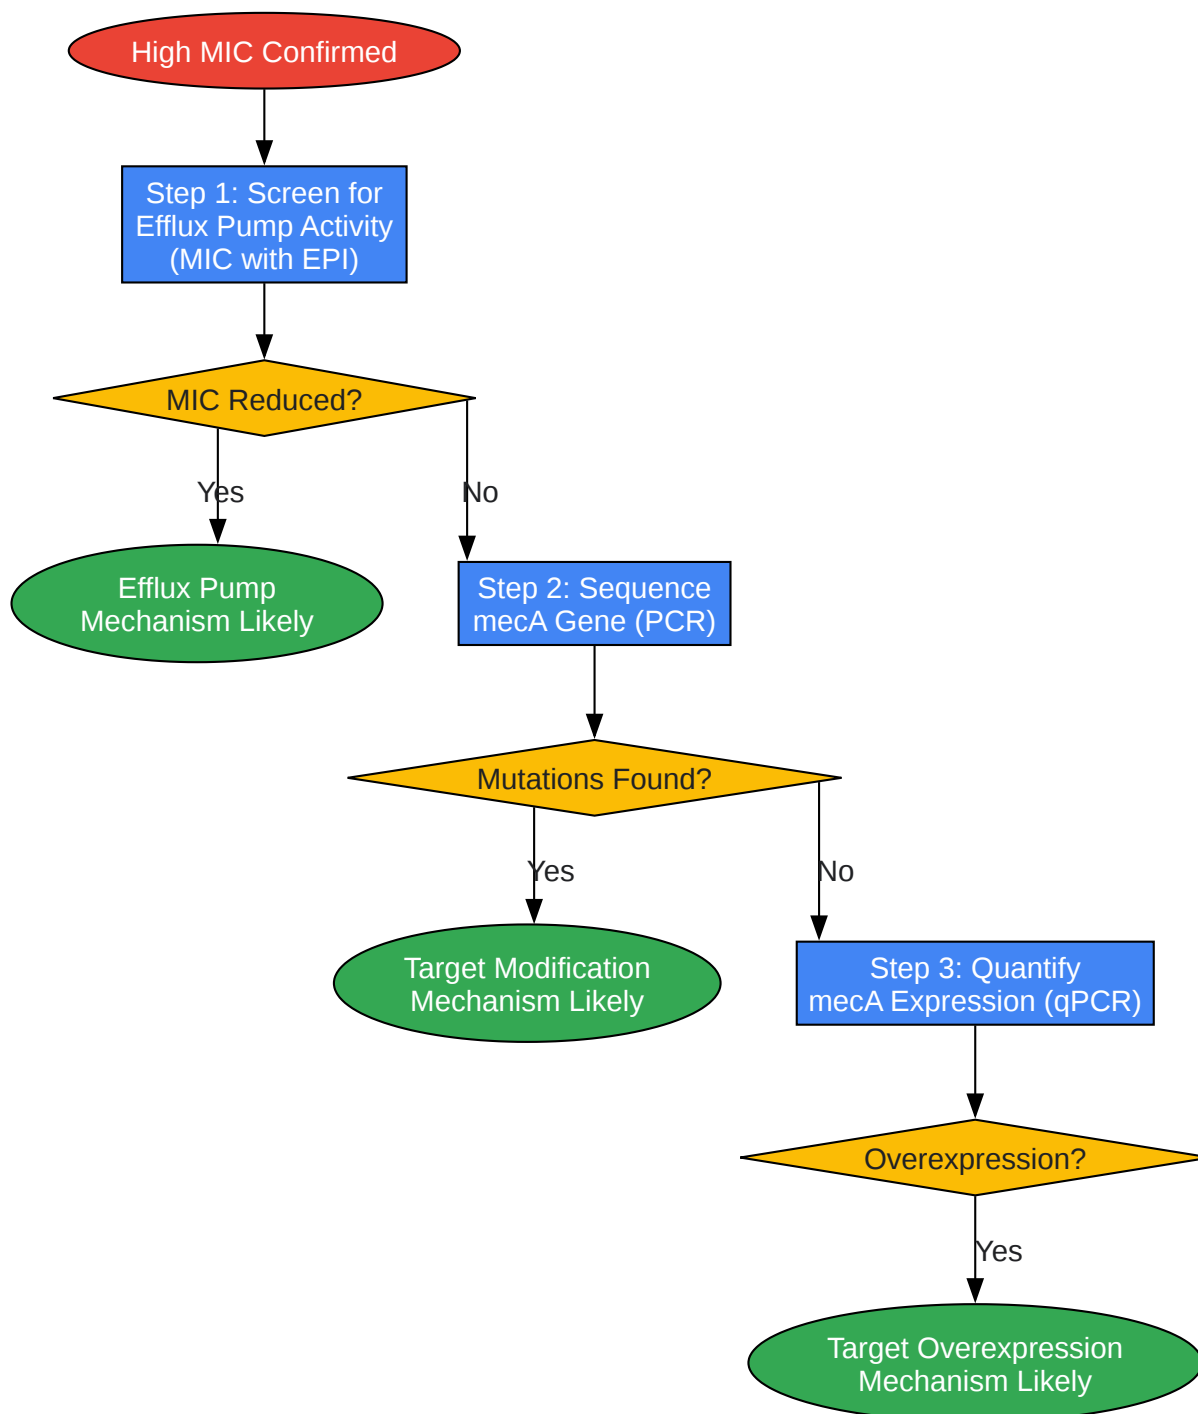 High MIC Confirmed
Step 1: Screen for
Efflux Pump Activity
(MIC with EPI)
MIC Reduced?
Yes
No
Efflux Pump
Mechanism Likely
Step 2: Sequence
mecA Gene (PCR)
Mutations Found?
Yes
No
Target Modification
Mechanism Likely
Step 3: Quantify
mecA Expression (qPCR)
Overexpression?
Yes
Target Overexpression
Mechanism Likely